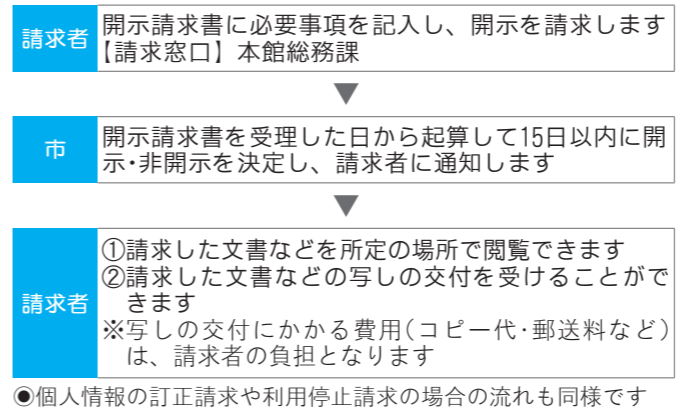 請求者
開示請求書に必要事項を記入し、開示を請求します
【請求窓口】本館総務課
▼
市
開示請求書を受理した日から起算して15日以内に開
示・非開示を決定し、請求者に通知します
▼
請求者
①請求した文書などを所定の場所で閲覧できます
②請求した文書などの写しの交付を受けることがで
きます
※写しの交付にかかる費用(コピー代・郵送料など)
は、請求者の負担となります
◉個人情報の訂正請求や利用停止請求の場合の流れも同様です